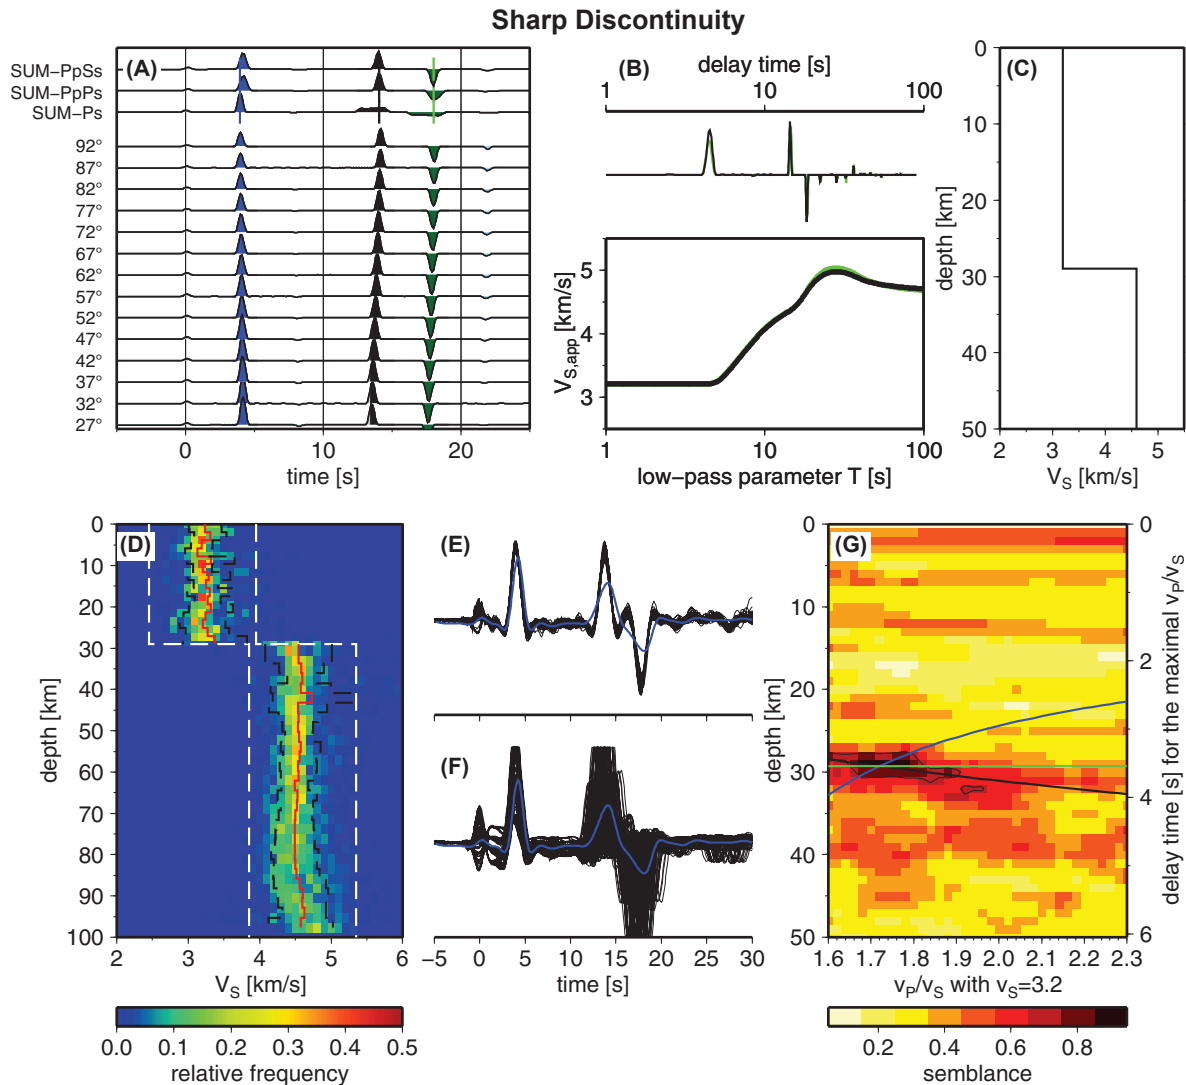 Sharp Discontinuity
(A)
SUM−PpSs
SUM−PpPs
SUM−Ps
92°
87°
82°
77°
72°
67°
62°
57°
52°
47°
42°
37°
32°
27°
0 10 20
time [s]
(B)
delay time [s]
1 10 100
V_S,app [km/s]
5
4
3
1 10 100
low−pass parameter T [s]
(C)
depth [km]
0
10
20
30
40
50
2 3 4 5
V_S [km/s]
(D)
depth [km]
0
10
20
30
40
50
60
70
80
90
100
2 3 4 5 6
V_S [km/s]
0.0 0.1 0.2 0.3 0.4 0.5
relative frequency
(E)
(F)
−5 0 5 10 15 20 25 30
time [s]
(G)
depth [km]
0
10
20
30
40
50
delay time [s] for the maximal v_P/v_S
0
2
4
6
1.6 1.7 1.8 1.9 2.0 2.1 2.2 2.3
v_P/v_S with v_S=3.2
0.2 0.4 0.6 0.8
semblance